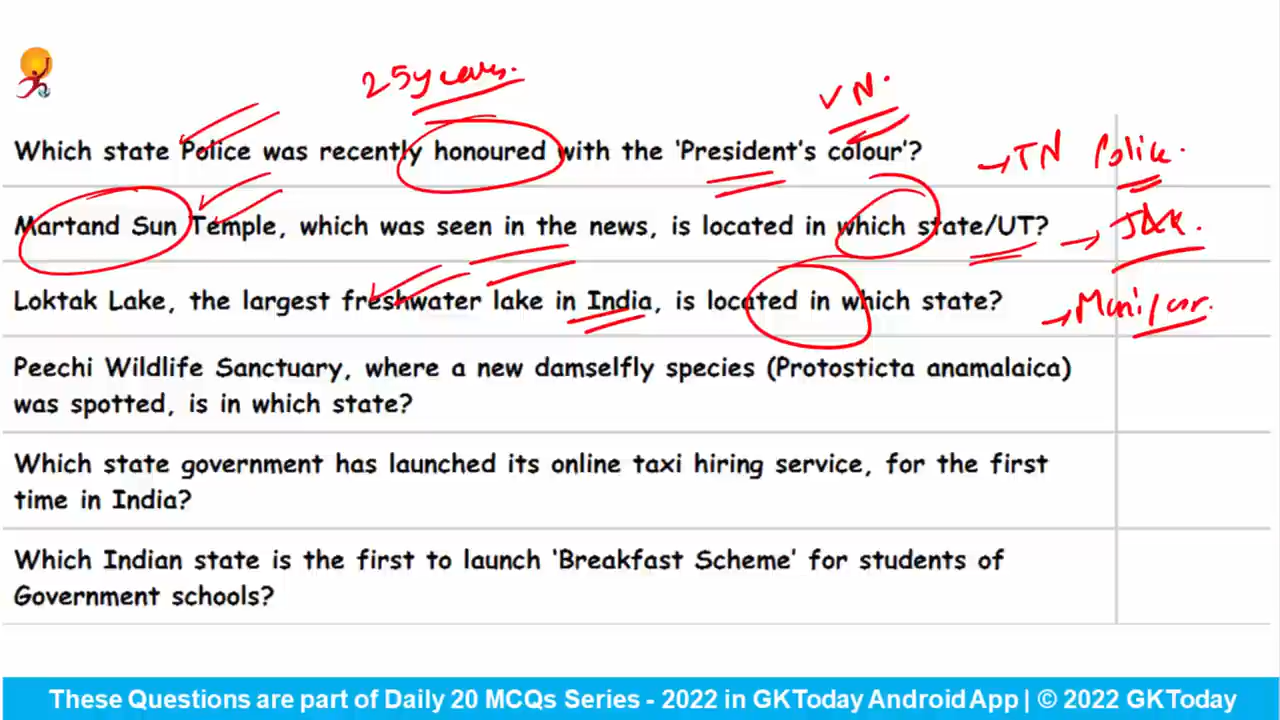 25years.
VN.
Which state Police was recently honoured with the 'President's colour'?
→TN Police.
Martand Sun Temple, which was seen in the news, is located in which state/UT?
→ J&K.
Loktak Lake, the largest freshwater lake in India, is located in which state?
→Manipur.
Peechi Wildlife Sanctuary, where a new damselfly species (Protosticta anamalaica)
was spotted, is in which state?
Which state government has launched its online taxi hiring service, for the first
time in India?
Which Indian state is the first to launch 'Breakfast Scheme' for students of
Government schools?
These Questions are part of Daily 20 MCQs Series - 2022 in GKToday Android App | © 2022 GKToday